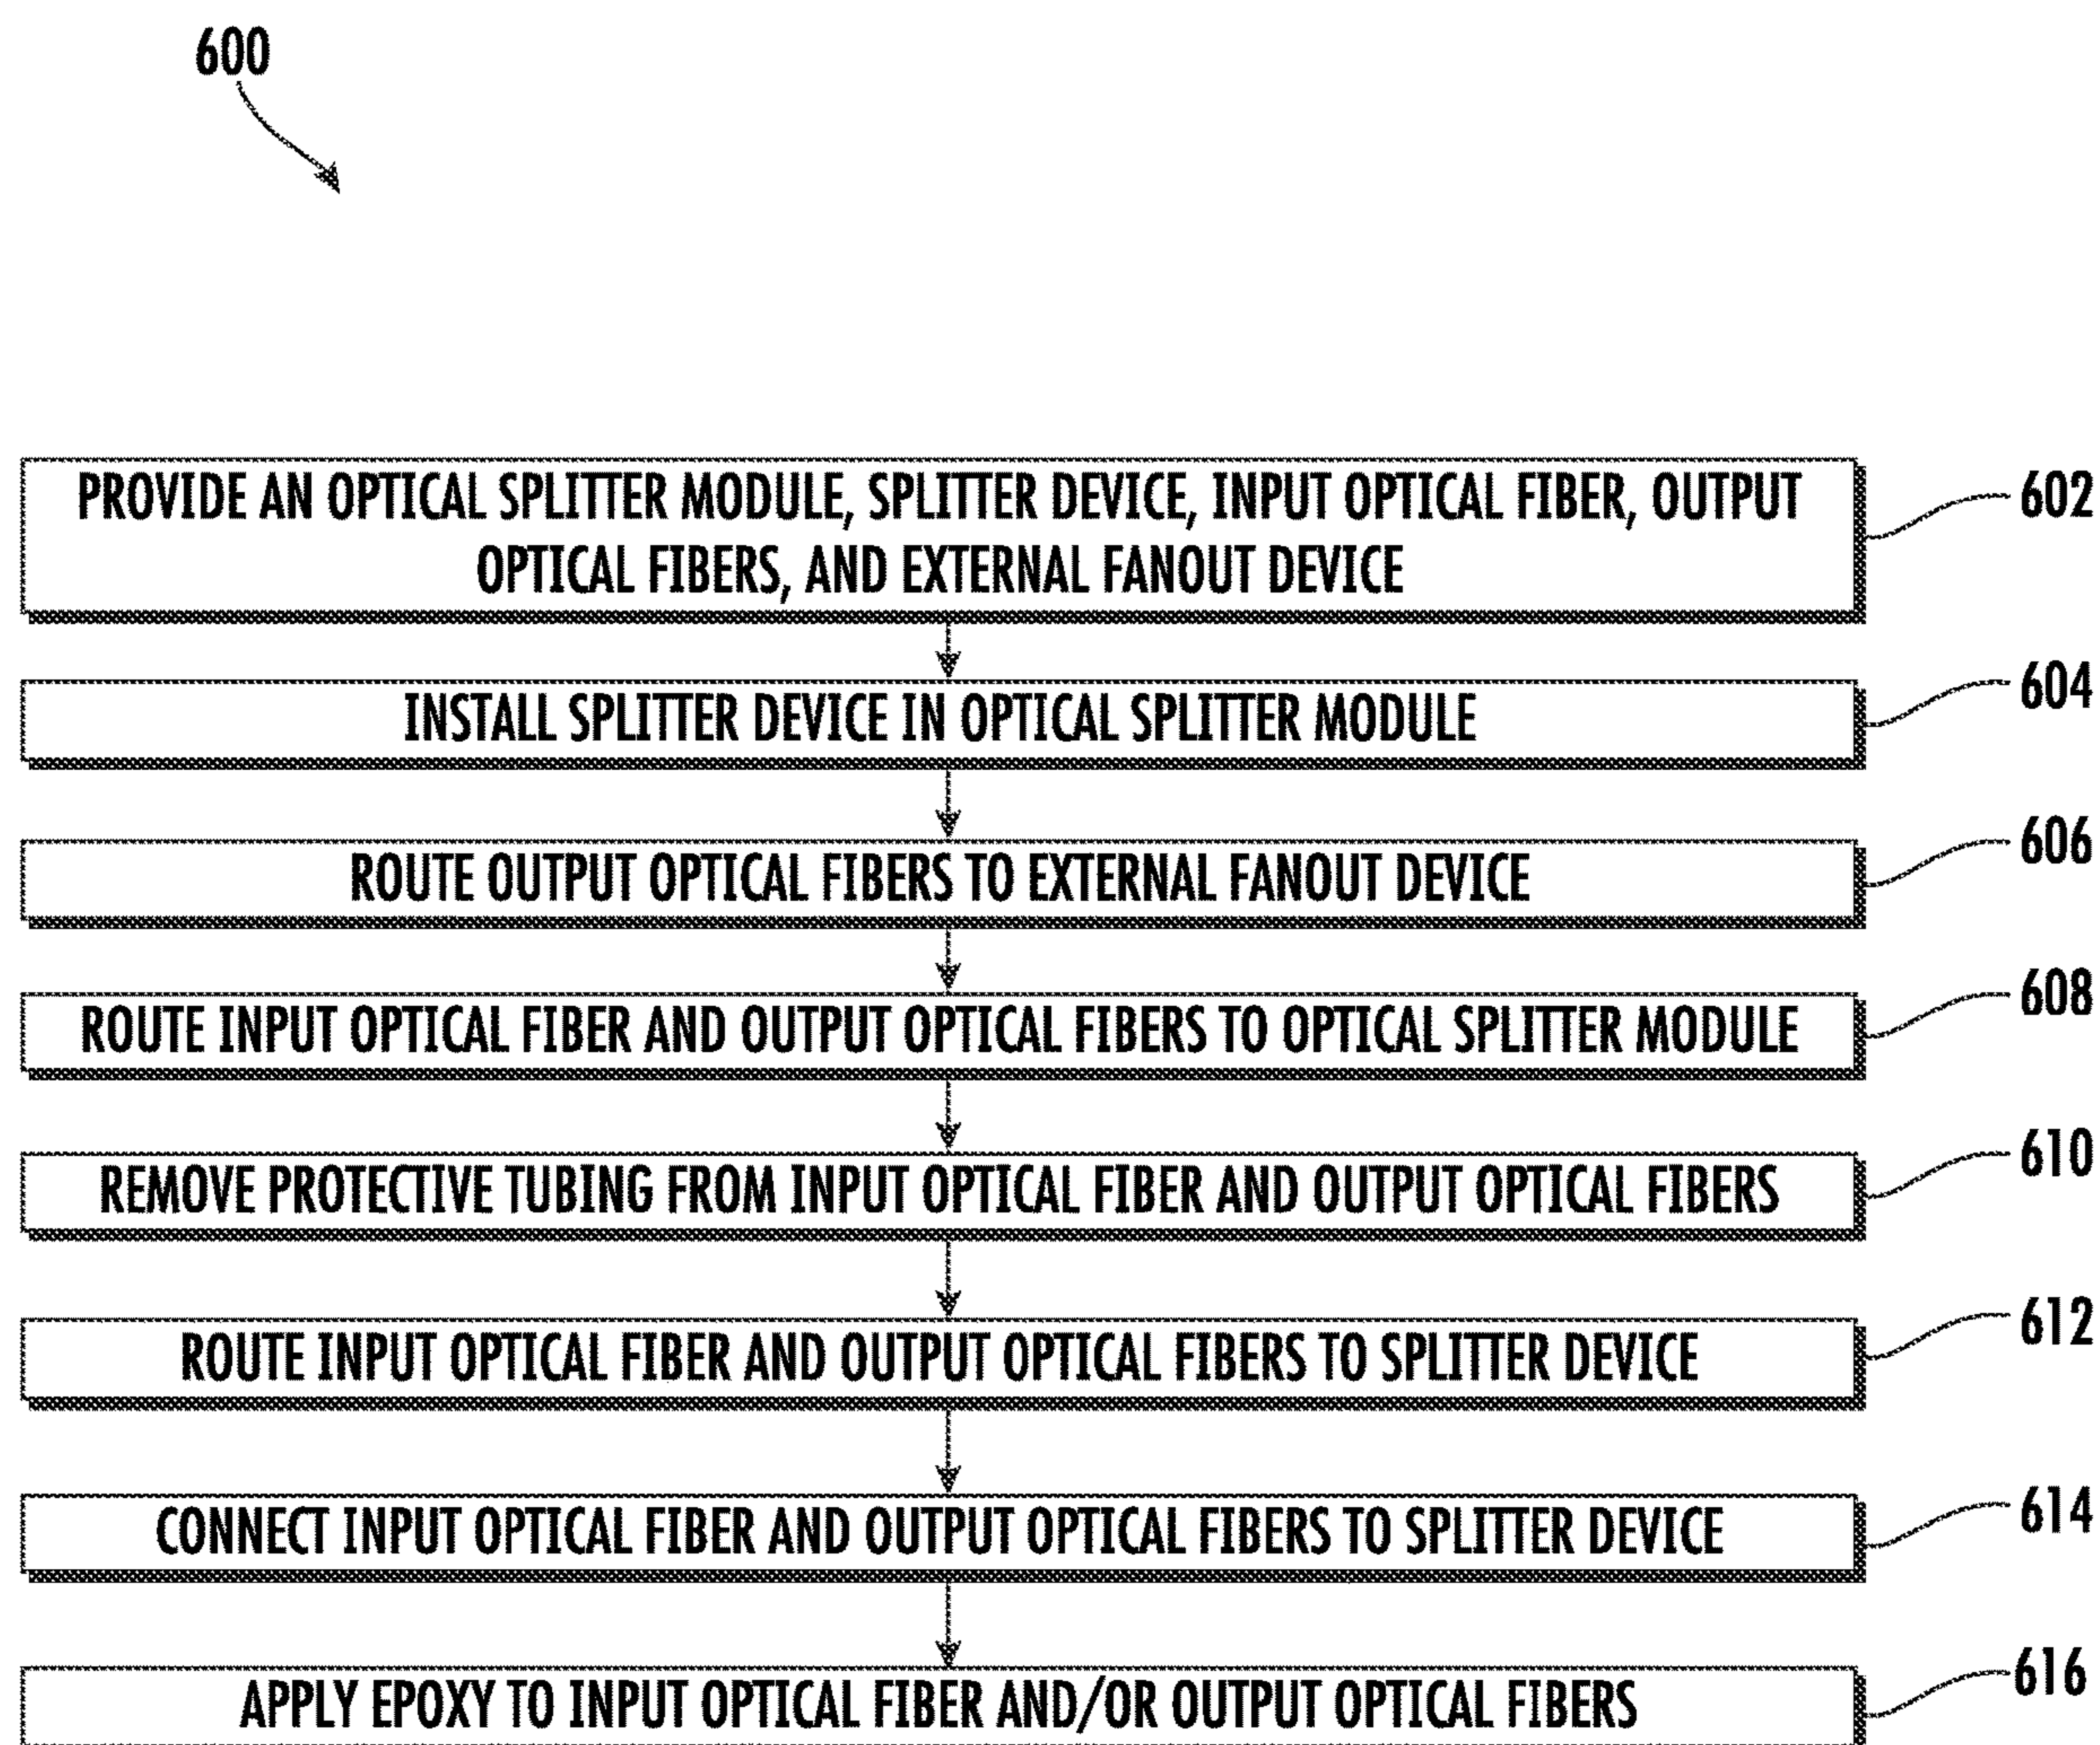 600
PROVIDE AN OPTICAL SPLITTER MODULE, SPLITTER DEVICE, INPUT OPTICAL FIBER, OUTPUT
OPTICAL FIBERS, AND EXTERNAL FANOUT DEVICE
602
INSTALL SPLITTER DEVICE IN OPTICAL SPLITTER MODULE
604
ROUTE OUTPUT OPTICAL FIBERS TO EXTERNAL FANOUT DEVICE
606
ROUTE INPUT OPTICAL FIBER AND OUTPUT OPTICAL FIBERS TO OPTICAL SPLITTER MODULE
608
REMOVE PROTECTIVE TUBING FROM INPUT OPTICAL FIBER AND OUTPUT OPTICAL FIBERS
610
ROUTE INPUT OPTICAL FIBER AND OUTPUT OPTICAL FIBERS TO SPLITTER DEVICE
612
CONNECT INPUT OPTICAL FIBER AND OUTPUT OPTICAL FIBERS TO SPLITTER DEVICE
614
APPLY EPOXY TO INPUT OPTICAL FIBER AND/OR OUTPUT OPTICAL FIBERS
616